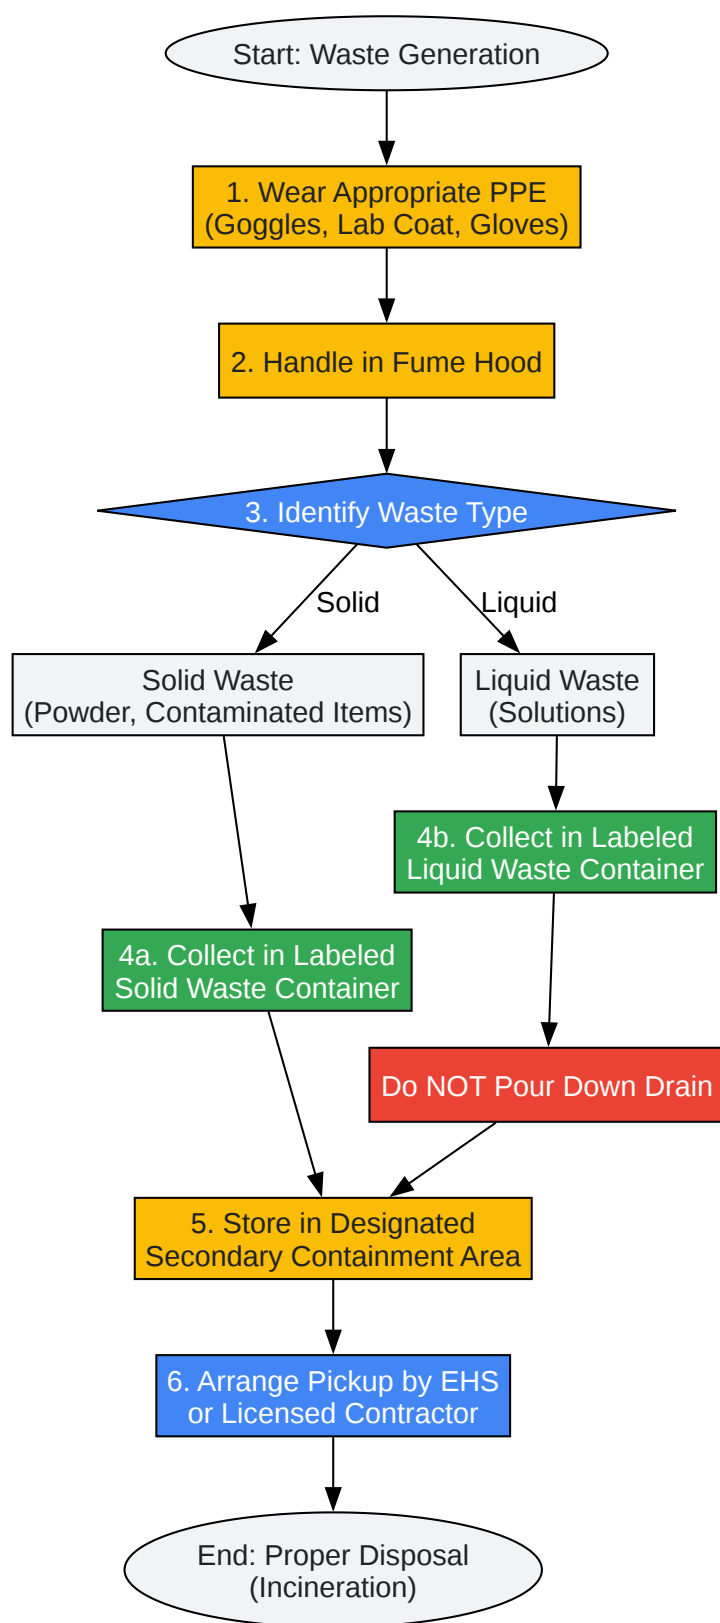 Start: Waste Generation
1. Wear Appropriate PPE
(Goggles, Lab Coat, Gloves)
2. Handle in Fume Hood
3. Identify Waste Type
Solid
Liquid
Solid Waste
(Powder, Contaminated Items)
Liquid Waste
(Solutions)
4b. Collect in Labeled
Liquid Waste Container
4a. Collect in Labeled
Solid Waste Container
Do NOT Pour Down Drain
5. Store in Designated
Secondary Containment Area
6. Arrange Pickup by EHS
or Licensed Contractor
End: Proper Disposal
(Incineration)